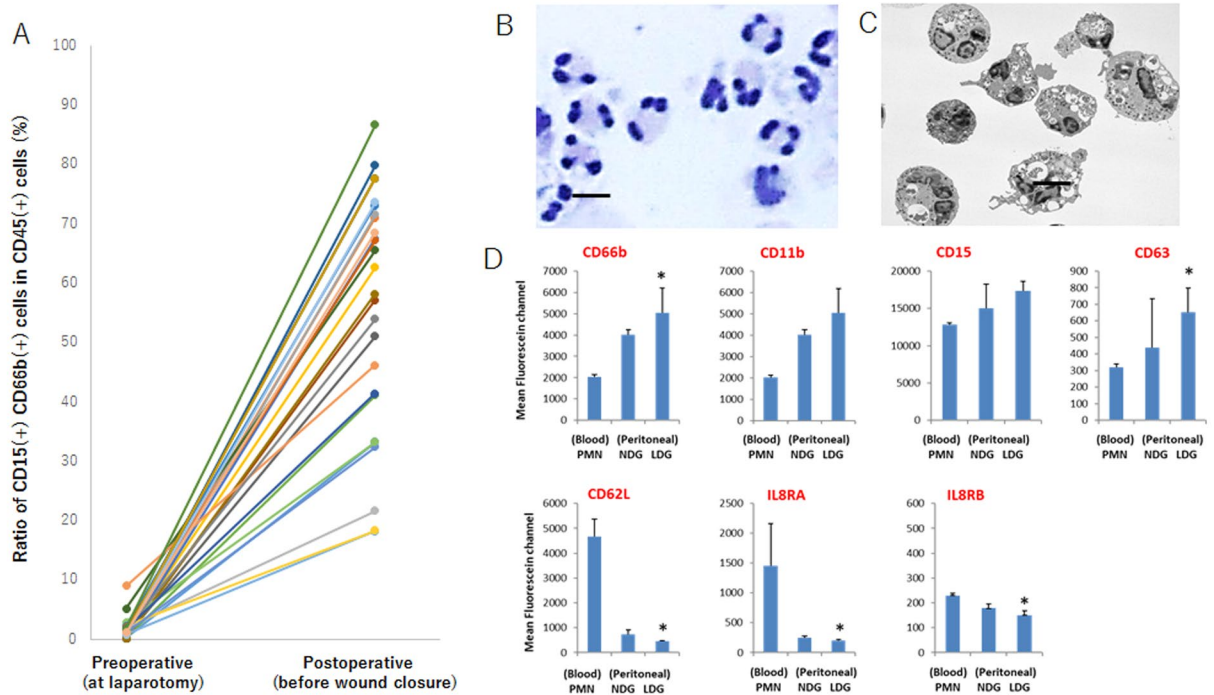 A
Ratio of CD15(+) CD66b(+) cells in CD45(+) cells (%)
100
90
80
70
60
50
40
30
20
10
0
Preoperative
(at laparotomy)
Postoperative
(before wound closure)
B
C
D
Mean Fluorescein channel
CD66b
7000
6000
5000
4000
3000
2000
1000
0
*
(Blood) (Peritoneal)
PMN NDG LDG
CD11b
7000
6000
5000
4000
3000
2000
1000
0
(Blood) (Peritoneal)
PMN NDG LDG
CD15
20000
15000
10000
5000
0
(Blood) (Peritoneal)
PMN NDG LDG
CD63
900
800
700
600
500
400
300
200
100
0
*
(Blood) (Peritoneal)
PMN NDG LDG
Mean Fluorescein channel
CD62L
6000
5000
4000
3000
2000
1000
0
*
(Blood) (Peritoneal)
PMN NDG LDG
IL8RA
2500
2000
1500
1000
500
0
*
(Blood) (Peritoneal)
PMN NDG LDG
IL8RB
600
500
400
300
200
100
0
*
(Blood) (Peritoneal)
PMN NDG LDG